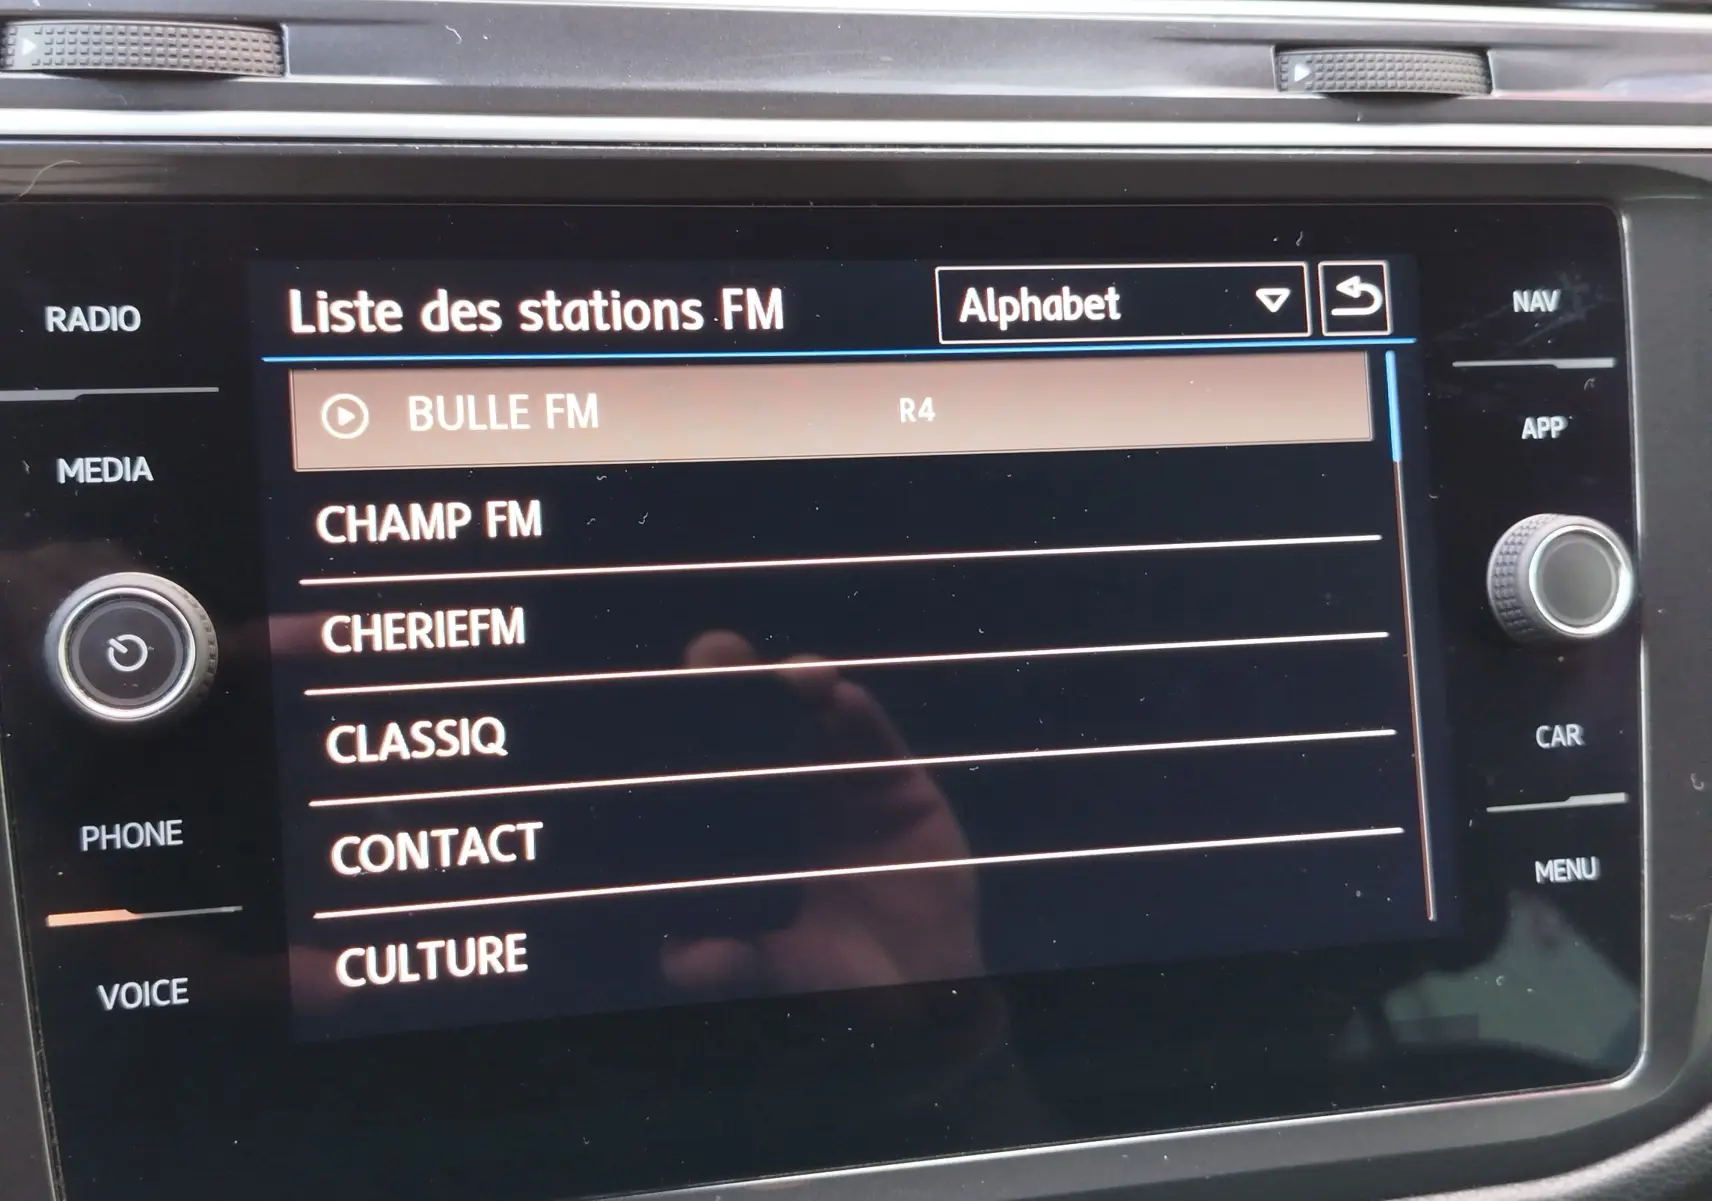 RADIO
MEDIA
PHONE
VOICE
Liste des stations FM
Alphabet
BULLE FM R4
CHAMP FM
CHERIEFM
CLASSIQ
CONTACT
CULTURE
NAV
APP
CAR
MENU